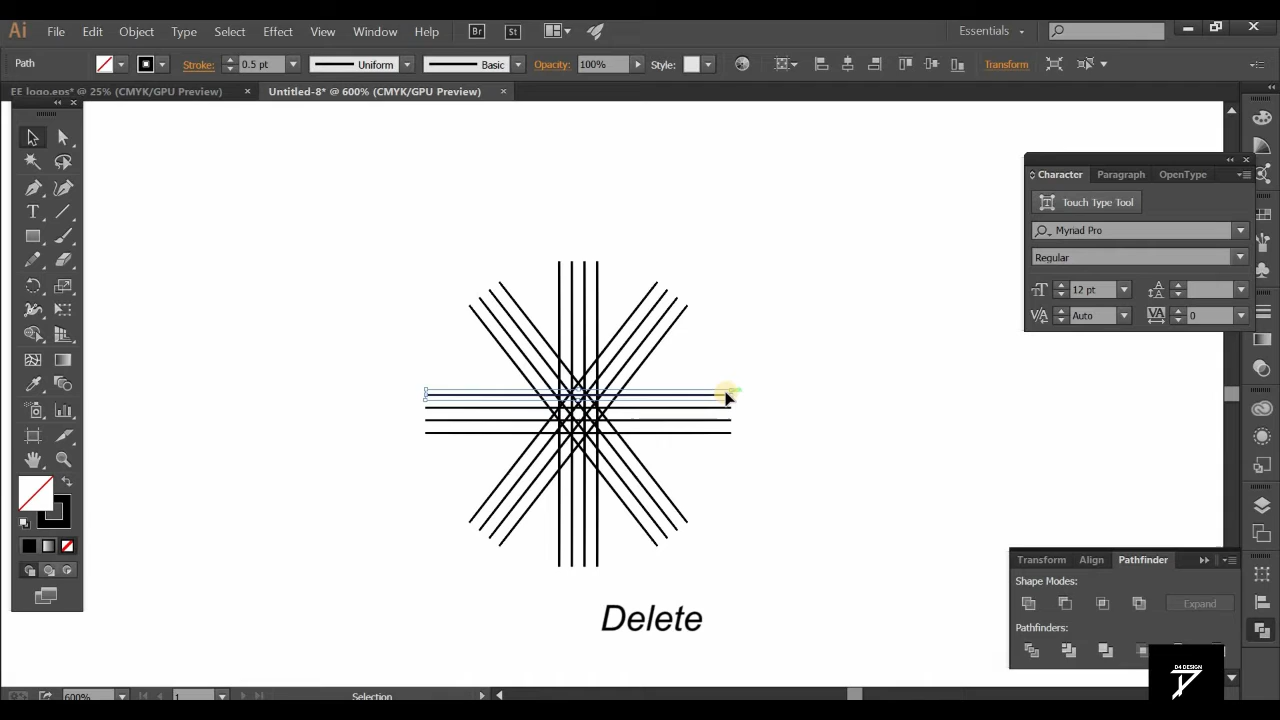 Ai File Edit Object Type Select Effect View Window Help Br St Essentials
Path Stroke: 0.5 pt Uniform Basic Opacity: 100% Style: Transform
EE logo.eps* @ 25% (CMYK/GPU Preview) × Untitled-8* @ 600% (CMYK/GPU Preview) ×
Character Paragraph OpenType
Touch Type Tool
Myriad Pro
Regular
12 pt
Auto 0
Transform Align Pathfinder
Shape Modes:
Expand
Pathfinders:
Delete
D4 DESIGN
600% 1 Selection